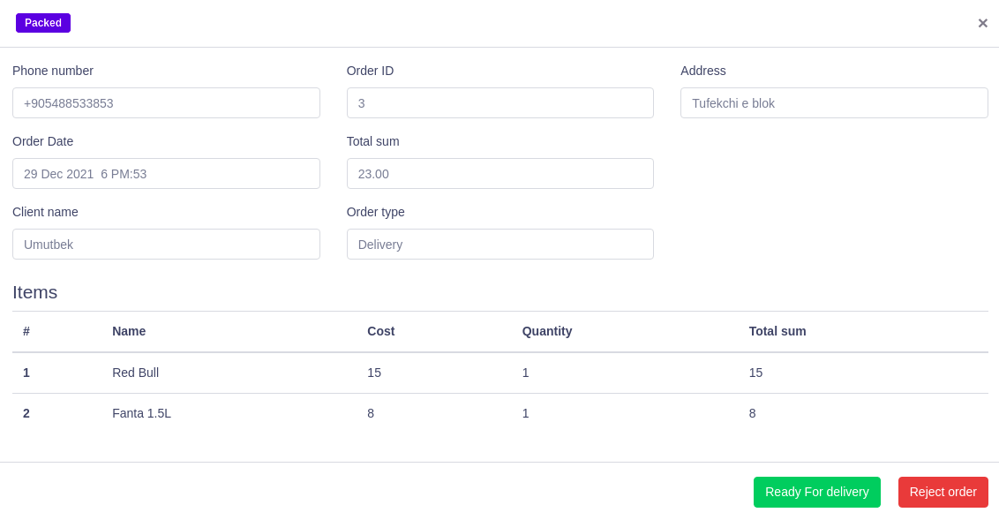 Packed ×
Phone number Order ID Address
+905488533853 3 Tufekchi e blok
Order Date Total sum
29 Dec 2021  6 PM:53 23.00
Client name Order type
Umutbek Delivery
Items
# Name Cost Quantity Total sum
1 Red Bull 15 1 15
2 Fanta 1.5L 8 1 8
Ready For delivery Reject order